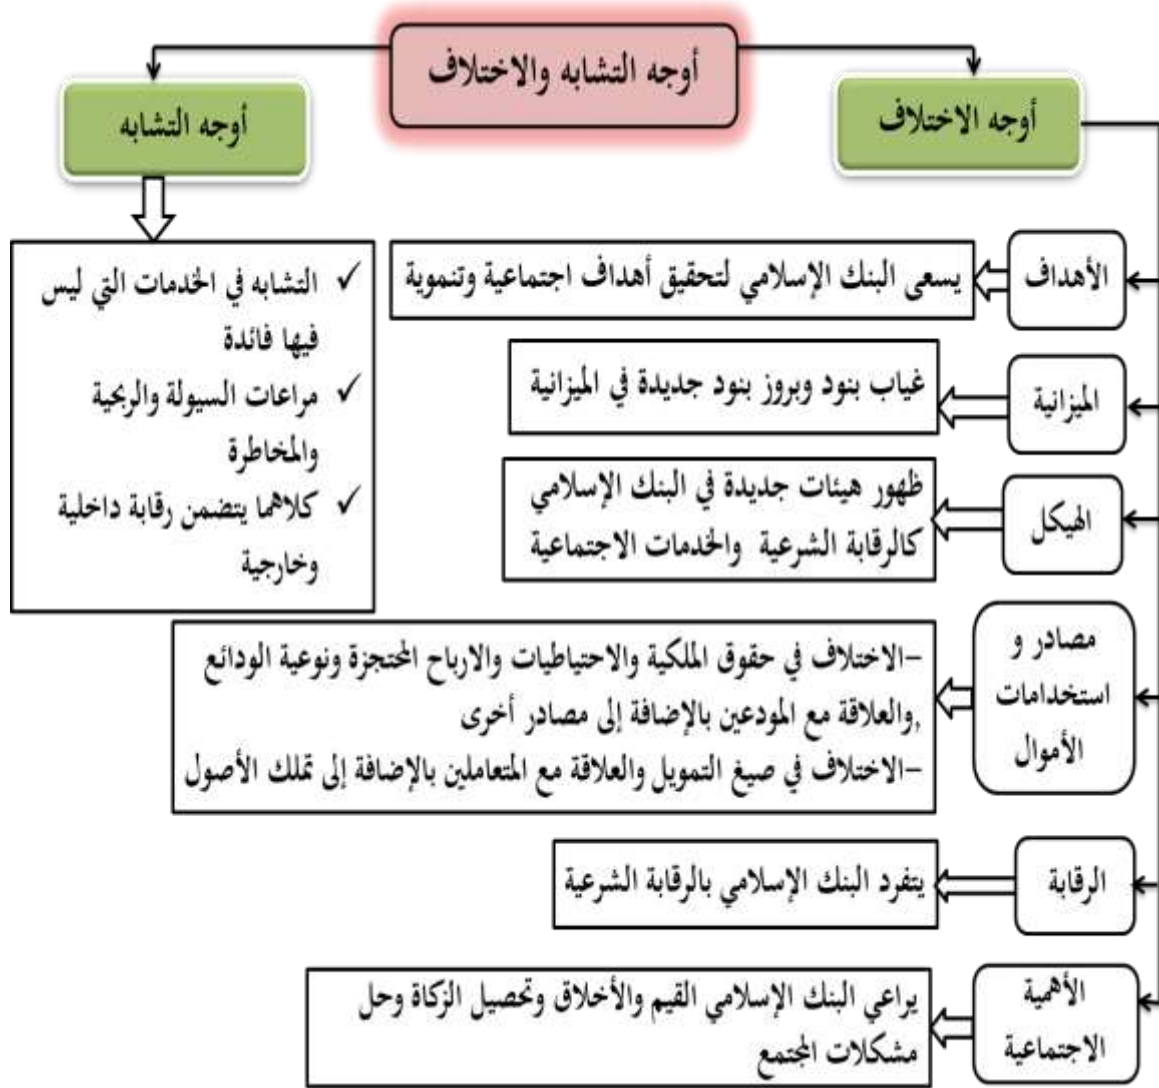 أوجه التشابه والاختلاف
أوجه الاختلاف
أوجه التشابه
الأهداف
يسعى البنك الإسلامي لتحقيق أهداف اجتماعية وتنموية
الميزانية
غياب بنود وبروز بنود جديدة في الميزانية
الهيكل
ظهور هيئات جديدة في البنك الإسلامي
كالرقابة الشرعية والخدمات الاجتماعية
مصادر و
استخدامات
الأموال
–الاختلاف في حقوق الملكية والاحتياطيات والارباح المحتجزة ونوعية الودائع
,والعلاقة مع المودعين بالإضافة إلى مصادر أخرى
–الاختلاف في صيغ التمويل والعلاقة مع المتعاملين بالإضافة إلى تملك الأصول
الرقابة
يتفرد البنك الإسلامي بالرقابة الشرعية
الأهمية
الاجتماعية
يراعي البنك الإسلامي القيم والأخلاق وتحصيل الزكاة وحل
مشكلات المجتمع
✓ التشابه في الخدمات التي ليس
فيها فائدة
✓ مراعات السيولة والربحية
والمخاطرة
✓ كلاهما يتضمن رقابة داخلية
وخارجية